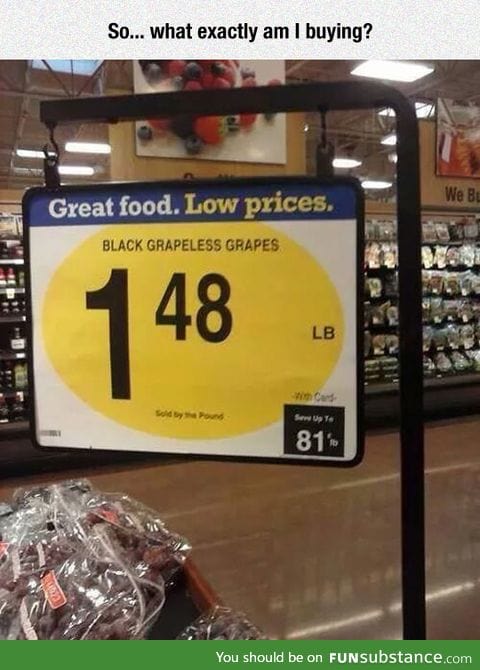 So... what exactly am I buying?
We Bu
Great food. Low prices.
BLACK GRAPELESS GRAPES
1 48
LB
-With Card-
Sold by the Pound
Save Up To
81¢ lb
You should be on FUNsubstance.com